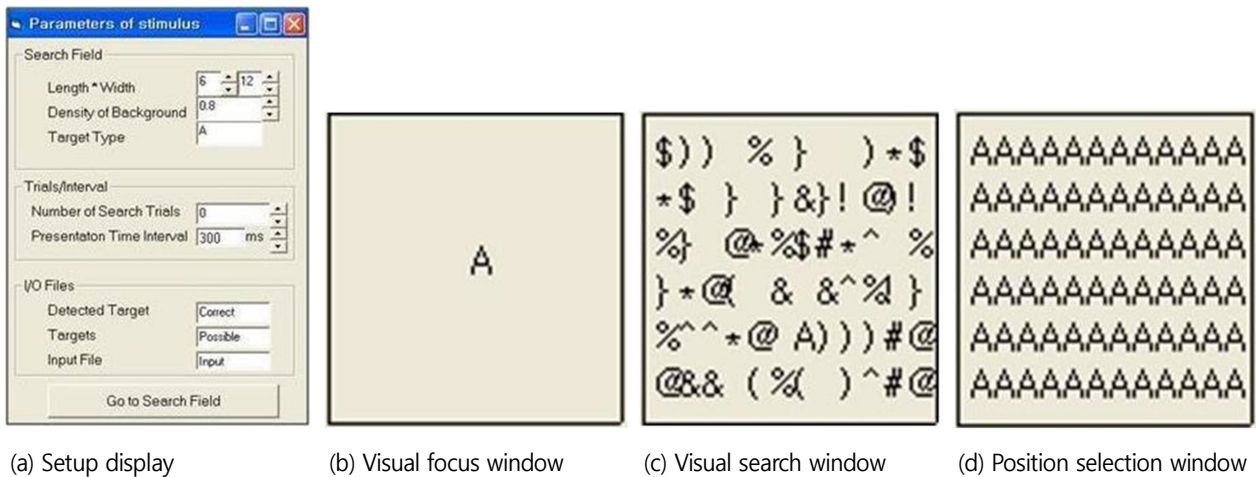 Parameters of stimulus
Search Field
Length * Width 6 12
Density of Background 0.8
Target Type A
Trials/Interval
Number of Search Trials 0
Presentaton Time Interval 300 ms
I/O Files
Detected Target Correct
Targets Possible
Input File Input
Go to Search Field
A
$)) % } )*$
*$ } }&}! @) !
%} @*%$#*^ %
}*@( & &^%! }
%^^*@ A)))#@
@&& (%( )^#@
AAAAAAAAAAAA
AAAAAAAAAAAA
AAAAAAAAAAAA
AAAAAAAAAAAA
AAAAAAAAAAAA
AAAAAAAAAAAA
(a) Setup display
(b) Visual focus window
(c) Visual search window
(d) Position selection window